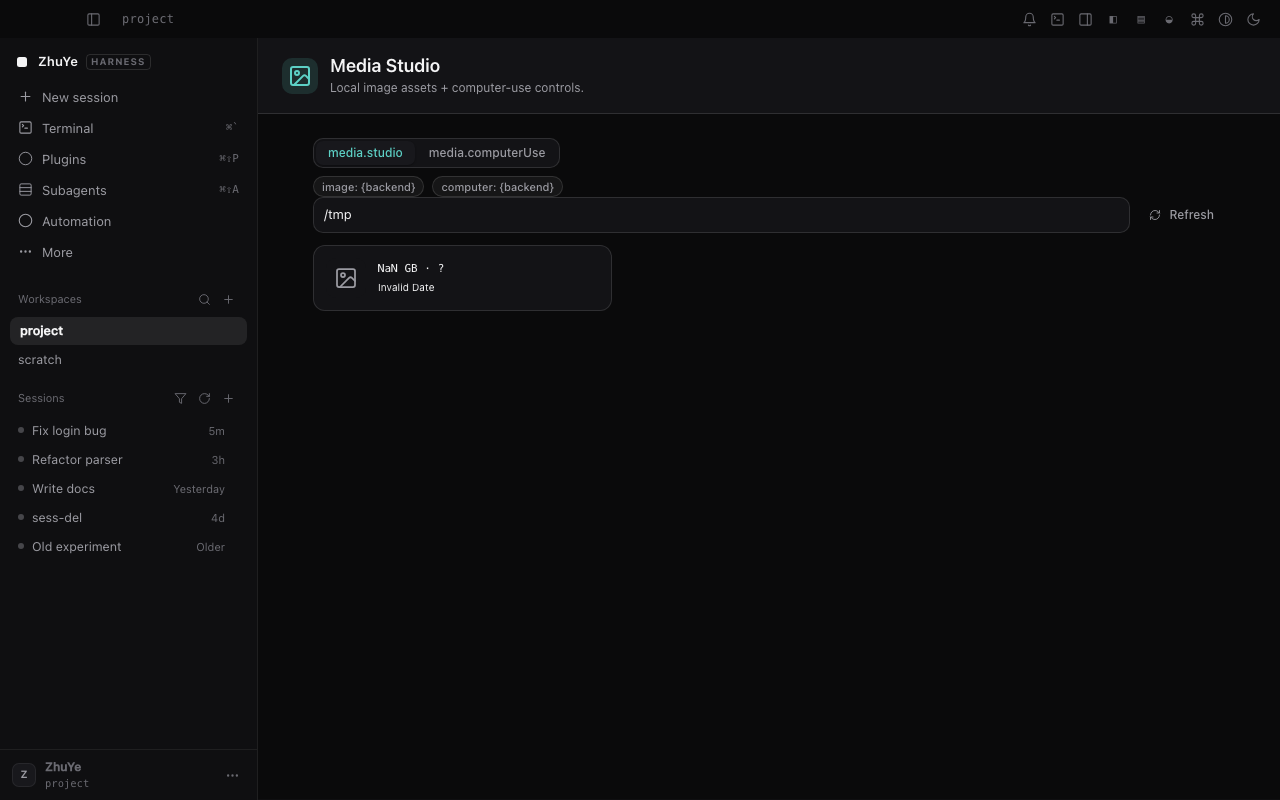 project
ZhuYe HARNESS
New session
Terminal ⌘`
Plugins ⌘⇧P
Subagents ⌘⇧A
Automation
More
Workspaces
project
scratch
Sessions
Fix login bug 5m
Refactor parser 3h
Write docs Yesterday
sess-del 4d
Old experiment Older
Z ZhuYe
project
Media Studio
Local image assets + computer-use controls.
media.studio media.computerUse
image: {backend} computer: {backend}
/tmp Refresh
NaN GB · ?
Invalid Date